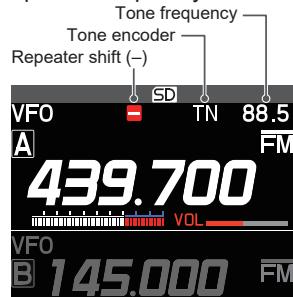 Tone frequency
Tone encoder
Repeater shift (–)
SD
VFO TN 88.5
A FM
439.700
VOL
VFO
B 145.000 FM